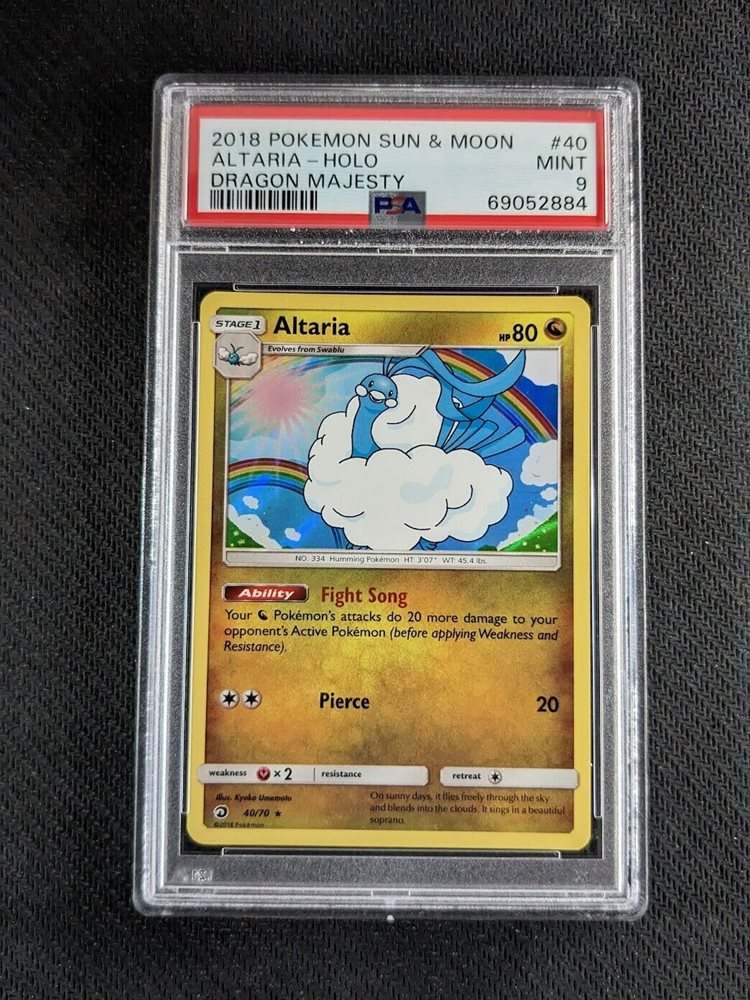 2018 POKEMON SUN & MOON #40
ALTARIA - HOLO MINT
DRAGON MAJESTY 9
PSA 69052884
STAGE 1 Altaria HP 80
Evolves from Swablu
NO. 334 Humming Pokémon HT: 3'07" WT: 45.4 lbs.
Ability Fight Song
Your Pokémon's attacks do 20 more damage to your
opponent's Active Pokémon (before applying Weakness and
Resistance).
Pierce 20
weakness ×2 resistance retreat
Illus. Kyoko Umemoto
40/70
©2018 Pokémon
On sunny days, it flies freely through the sky
and blends into the clouds. It sings in a beautiful
soprano.